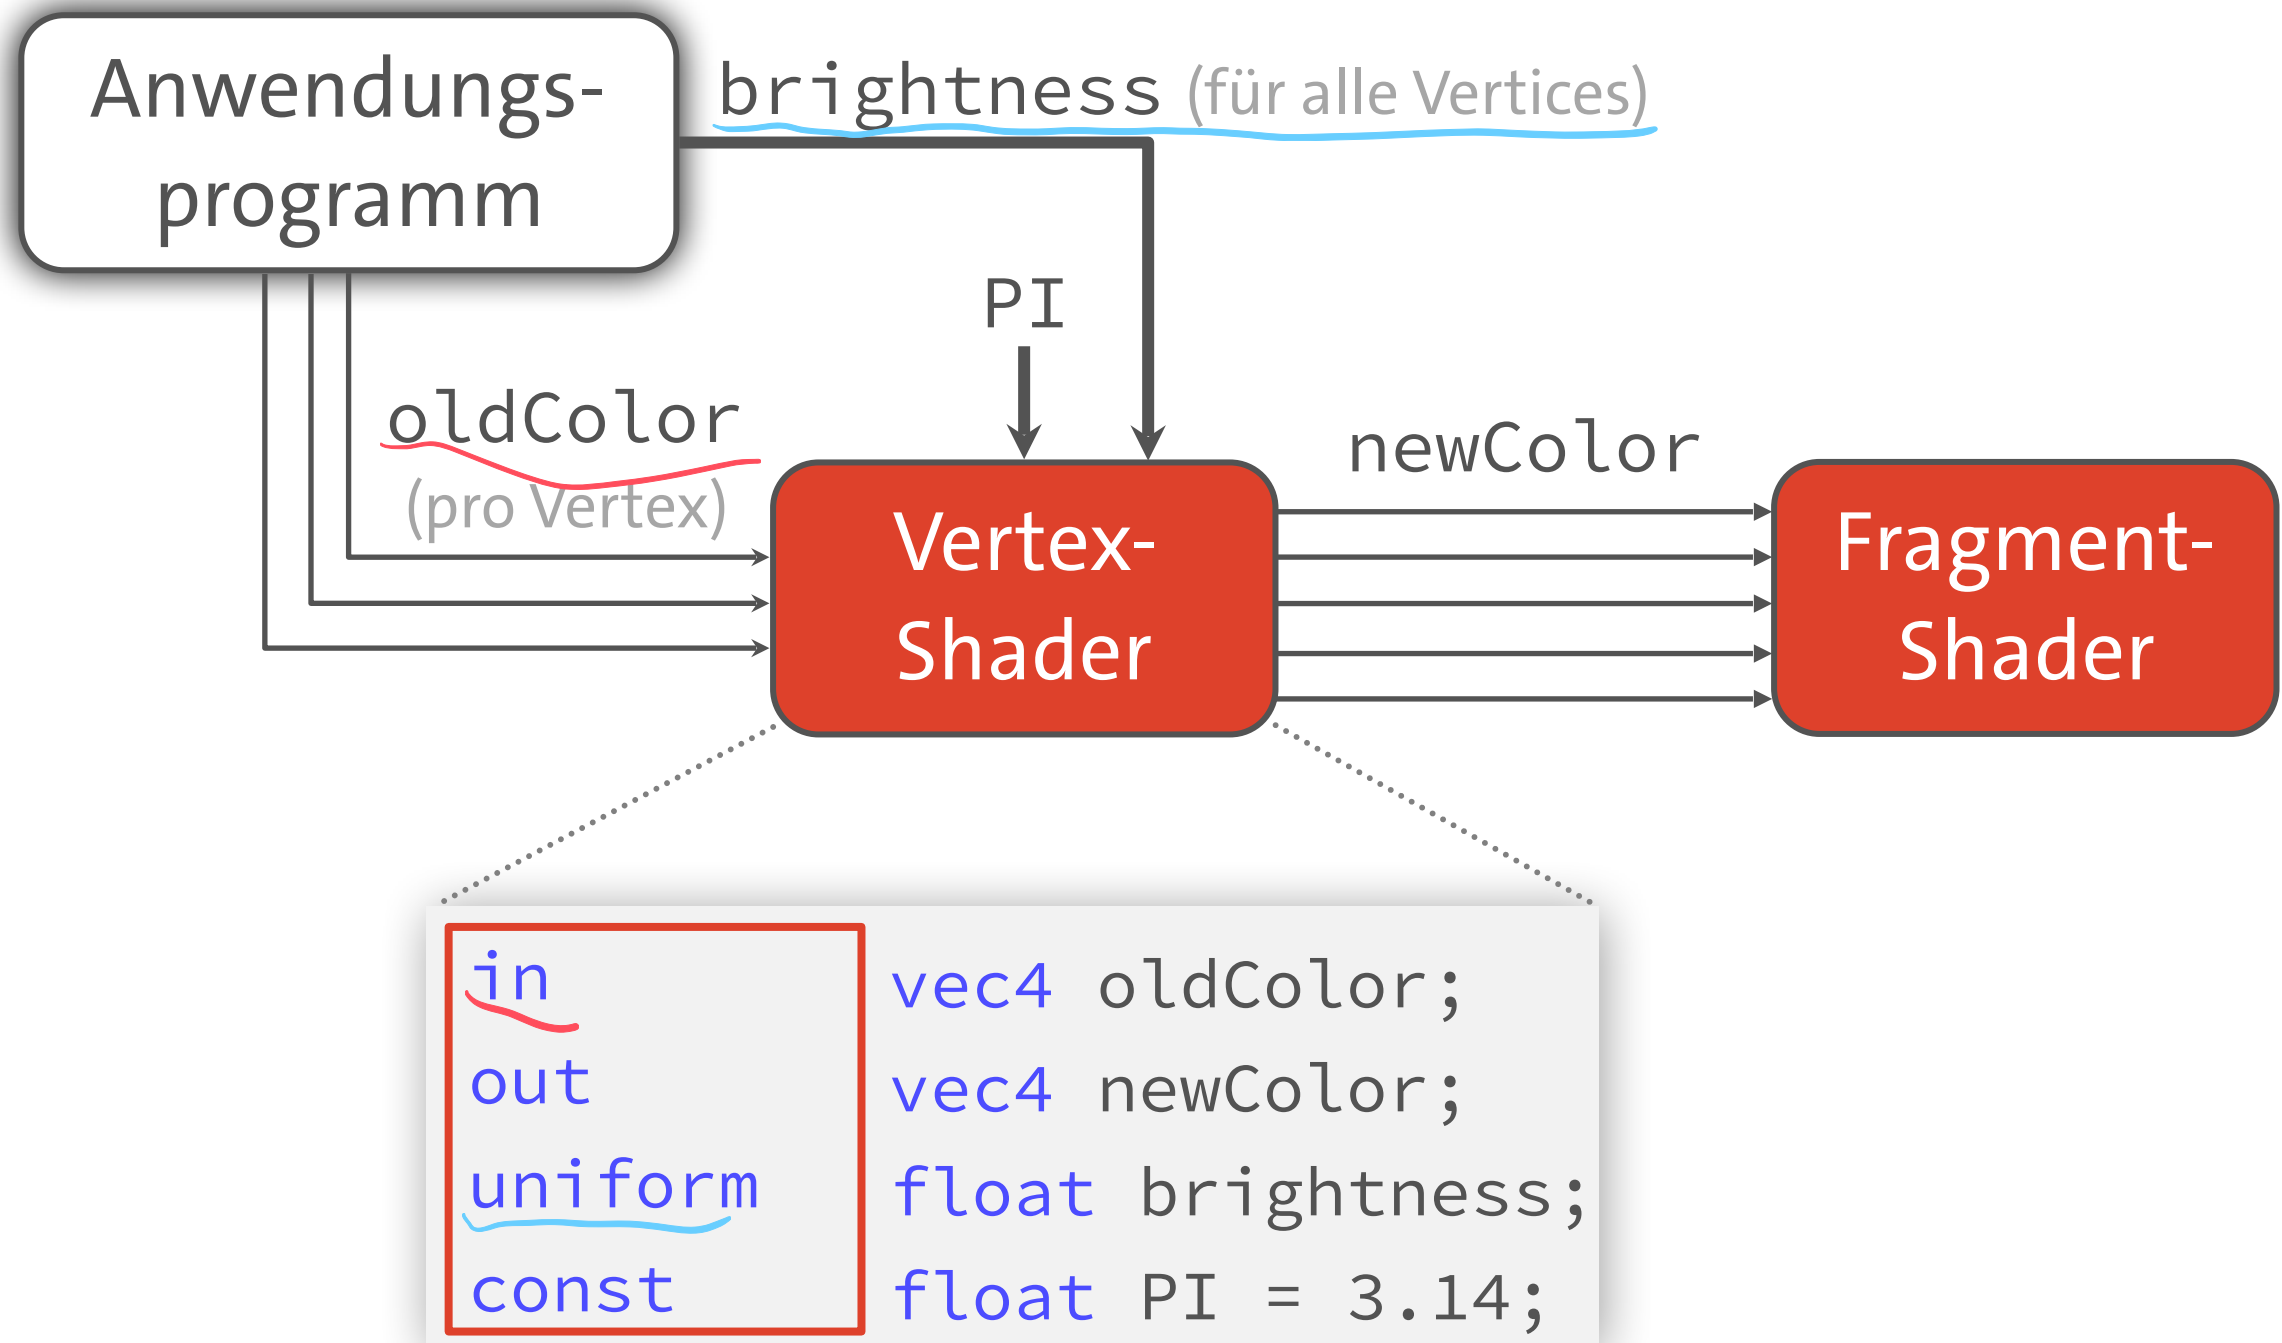 Anwendungs-
programm
brightness (für alle Vertices)
PI
oldColor
(pro Vertex)
newColor
Vertex-
Shader
Fragment-
Shader
in vec4 oldColor;
out vec4 newColor;
uniform float brightness;
const float PI = 3.14;